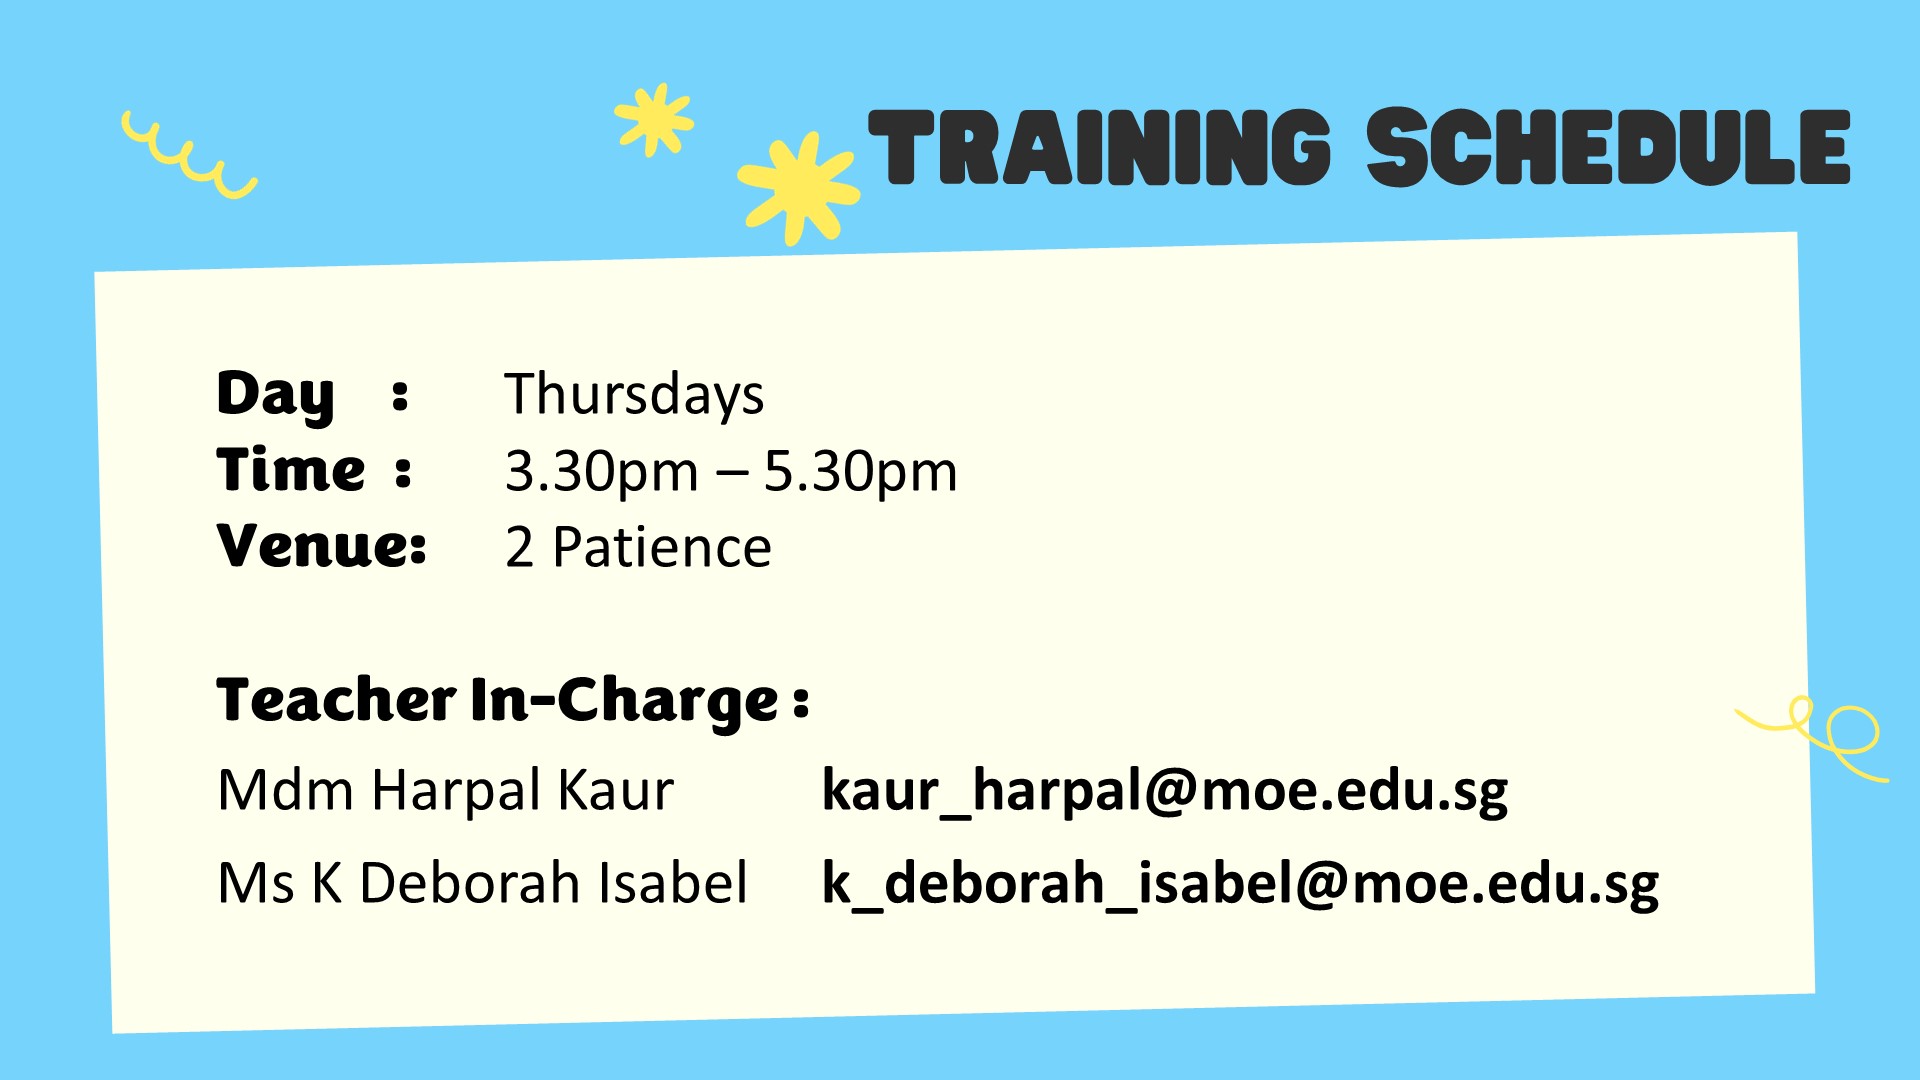 TRAINING SCHEDULE
Day : Thursdays
Time : 3.30pm – 5.30pm
Venue: 2 Patience
Teacher In-Charge :
Mdm Harpal Kaur kaur_harpal@moe.edu.sg
Ms K Deborah Isabel k_deborah_isabel@moe.edu.sg